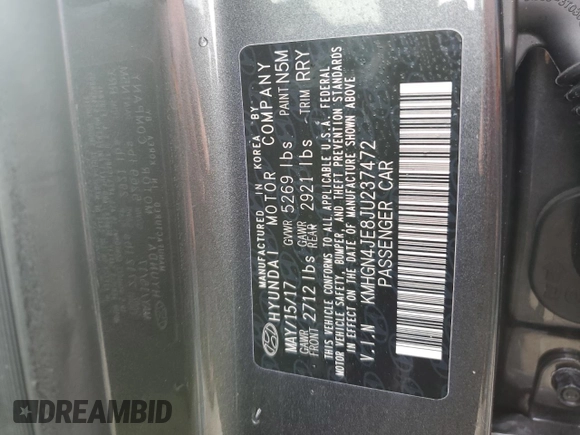 MANUFACTURED IN KOREA BY
HYUNDAI MOTOR COMPANY
MAY/15/17 GVWR 5269 lbs PAINT N5M
GAWR FRONT 2712 lbs GAWR REAR 2921 lbs TRIM RRY
THIS VEHICLE CONFORMS TO ALL APPLICABLE U.S.A. FEDERAL
MOTOR VEHICLE SAFETY, BUMPER, AND THEFT PREVENTION STANDARDS
IN EFFECT ON THE DATE OF MANUFACTURE SHOWN ABOVE
V.I.N KMHGN4JE8JU237472
PASSENGER CAR
DREAMBID